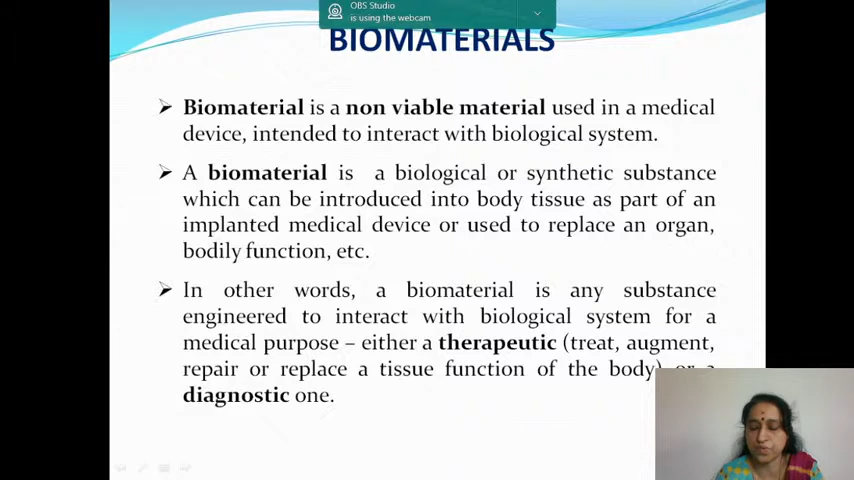 OBS Studio
is using the webcam
BIOMATERIALS
➢ Biomaterial is a non viable material used in a medical
device, intended to interact with biological system.
➢ A biomaterial is a biological or synthetic substance
which can be introduced into body tissue as part of an
implanted medical device or used to replace an organ,
bodily function, etc.
➢ In other words, a biomaterial is any substance
engineered to interact with biological system for a
medical purpose – either a therapeutic (treat, augment,
repair or replace a tissue function of the body) or a
diagnostic one.